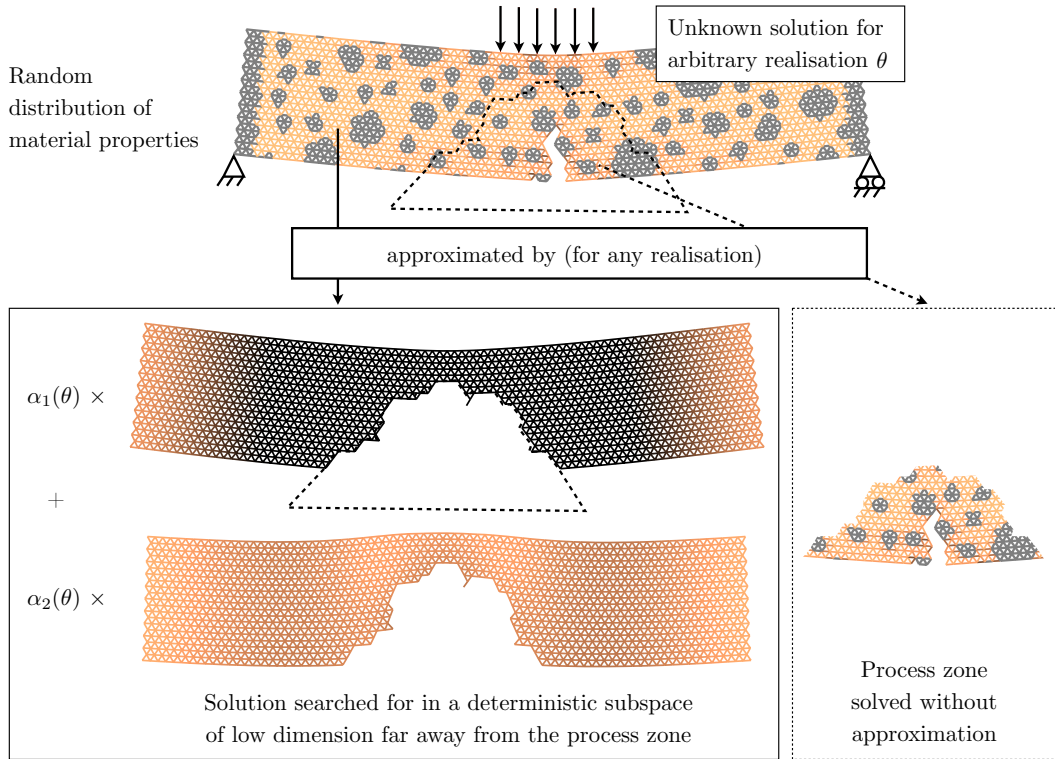 Unknown solution for
arbitrary realisation θ
Random
distribution of
material properties
approximated by (for any realisation)
α₁(θ) ×
+
α₂(θ) ×
Solution searched for in a deterministic subspace
of low dimension far away from the process zone
Process zone
solved without
approximation